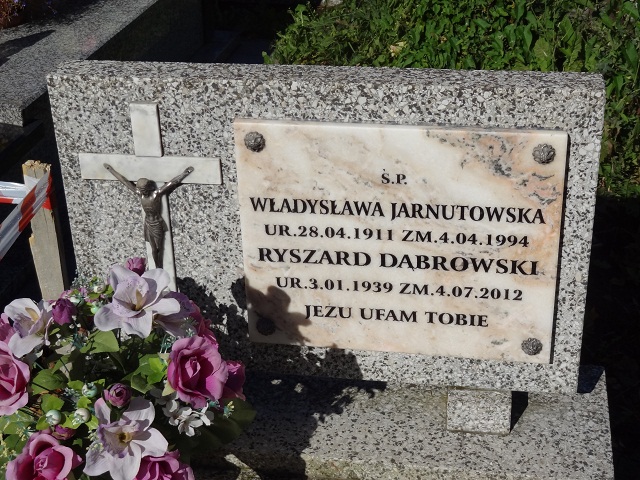 Ś.P.
WŁADYSŁAWA JARNUTOWSKA
UR.28.04.1911 ZM.4.04.1994
RYSZARD DĄBROWSKI
UR.3.01.1939 ZM.4.07.2012
JEZU UFAM TOBIE